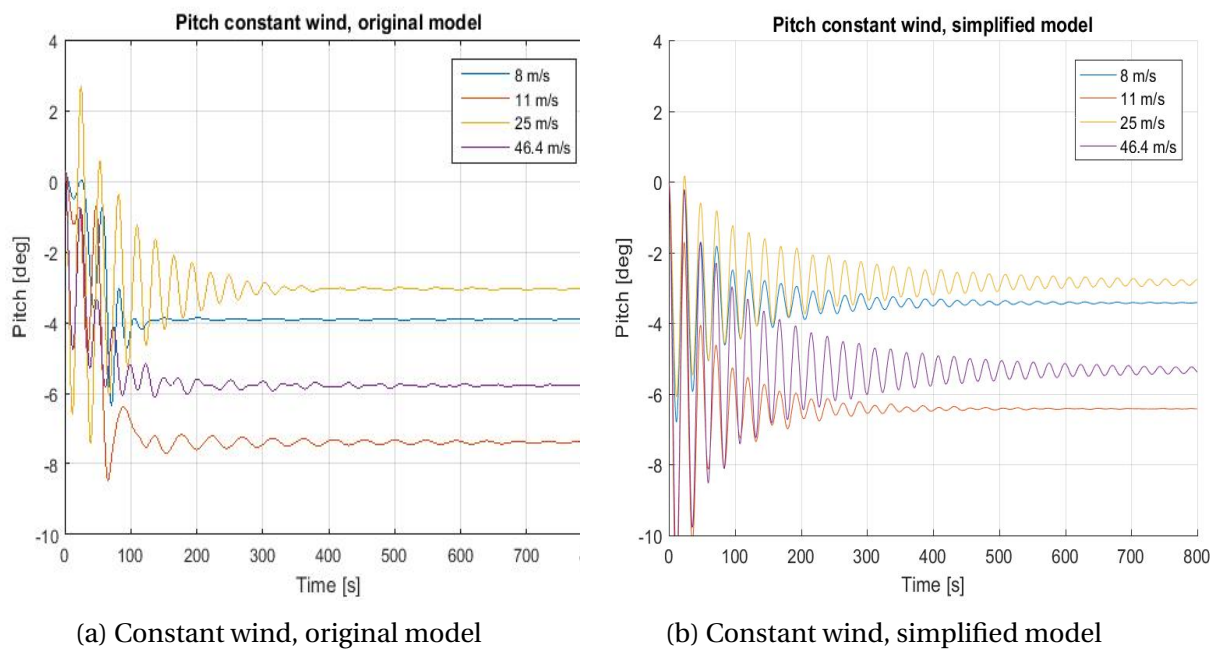 Pitch constant wind, original model
4
2
0
-2
-4
-6
-8
-10
Pitch [deg]
0 100 200 300 400 500 600 700
Time [s]
8 m/s
11 m/s
25 m/s
46.4 m/s
(a) Constant wind, original model
Pitch constant wind, simplified model
4
2
0
-2
-4
-6
-8
-10
Pitch [deg]
0 100 200 300 400 500 600 700 800
Time [s]
8 m/s
11 m/s
25 m/s
46.4 m/s
(b) Constant wind, simplified model